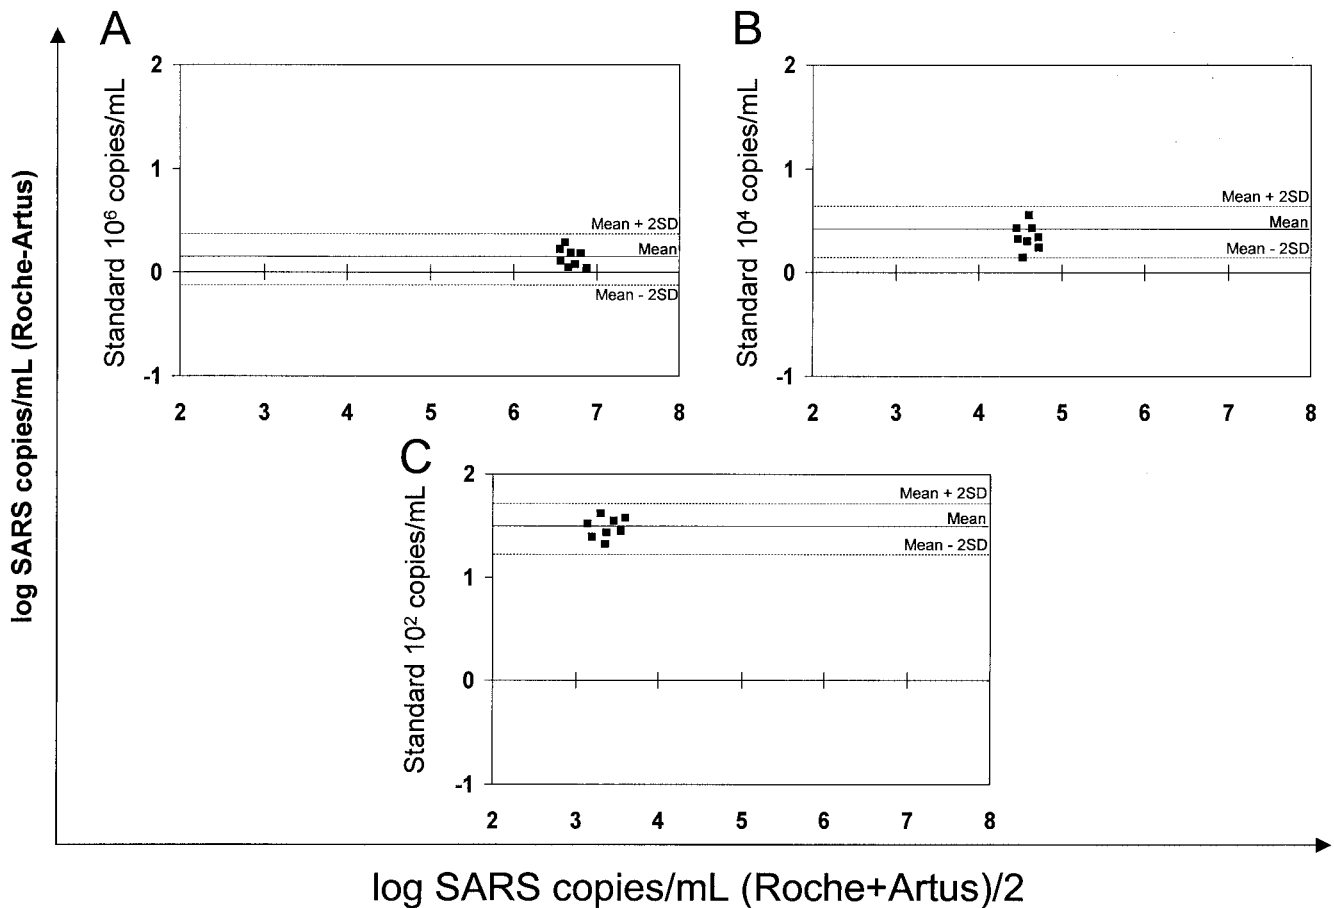 A
Standard 10⁶ copies/mL
2
1
0
-1
Mean + 2SD
Mean
Mean - 2SD
2 3 4 5 6 7 8
B
Standard 10⁴ copies/mL
2
1
0
-1
Mean + 2SD
Mean
Mean - 2SD
2 3 4 5 6 7 8
C
Standard 10² copies/mL
2
1
0
-1
Mean + 2SD
Mean
Mean - 2SD
2 3 4 5 6 7 8
log SARS copies/mL (Roche-Artus)
log SARS copies/mL (Roche+Artus)/2